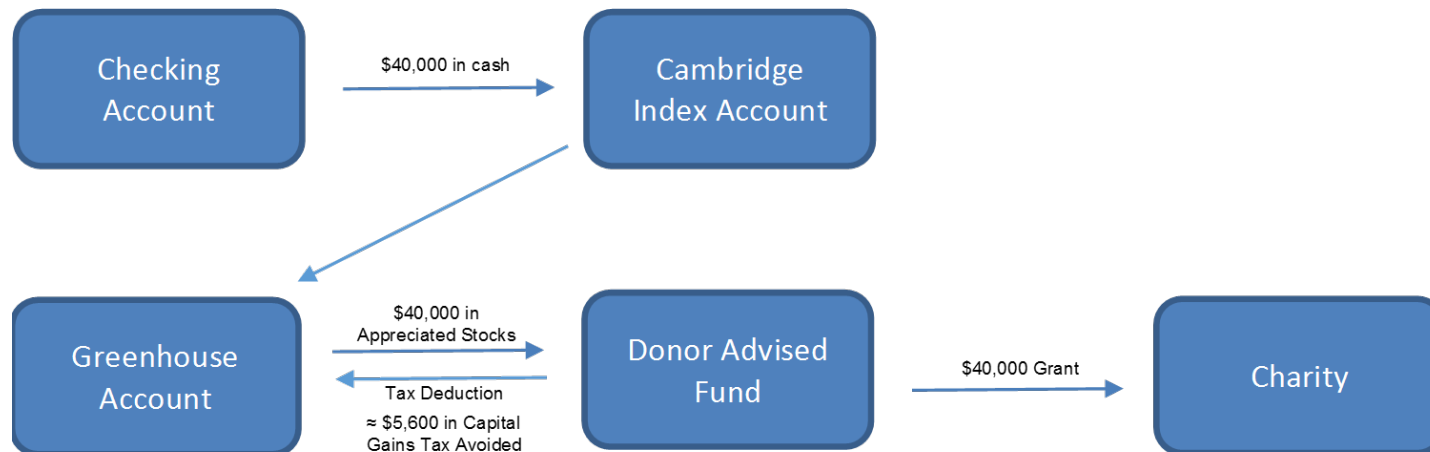 Checking
Account
$40,000 in cash
Cambridge
Index Account
Greenhouse
Account
$40,000 in
Appreciated Stocks
Tax Deduction
≈ $5,600 in Capital
Gains Tax Avoided
Donor Advised
Fund
$40,000 Grant
Charity